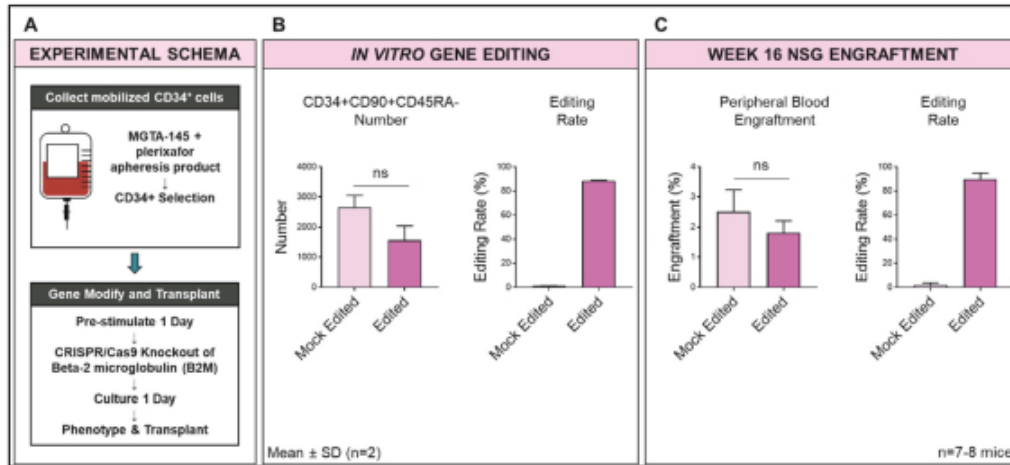 A
EXPERIMENTAL SCHEMA
Collect mobilized CD34+ cells
MGTA-145 +
plerixafor
apheresis product
↓
CD34+ Selection
Gene Modify and Transplant
Pre-stimulate 1 Day
↓
CRISPR/Cas9 Knockout of
Beta-2 microglobulin (B2M)
↓
Culture 1 Day
↓
Phenotype & Transplant
B
IN VITRO GENE EDITING
CD34+CD90+CD45RA-
Number
ns
Number
4000
3000
2000
1000
0
Mock Edited
Edited
Editing
Rate
Editing Rate (%)
100
80
60
40
20
0
Mock Edited
Edited
Mean ± SD (n=2)
C
WEEK 16 NSG ENGRAFTMENT
Peripheral Blood
Engraftment
ns
Engraftment (%)
4
3
2
1
0
Mock Edited
Edited
Editing
Rate
Editing Rate (%)
100
80
60
40
20
0
Mock Edited
Edited
n=7-8 mice